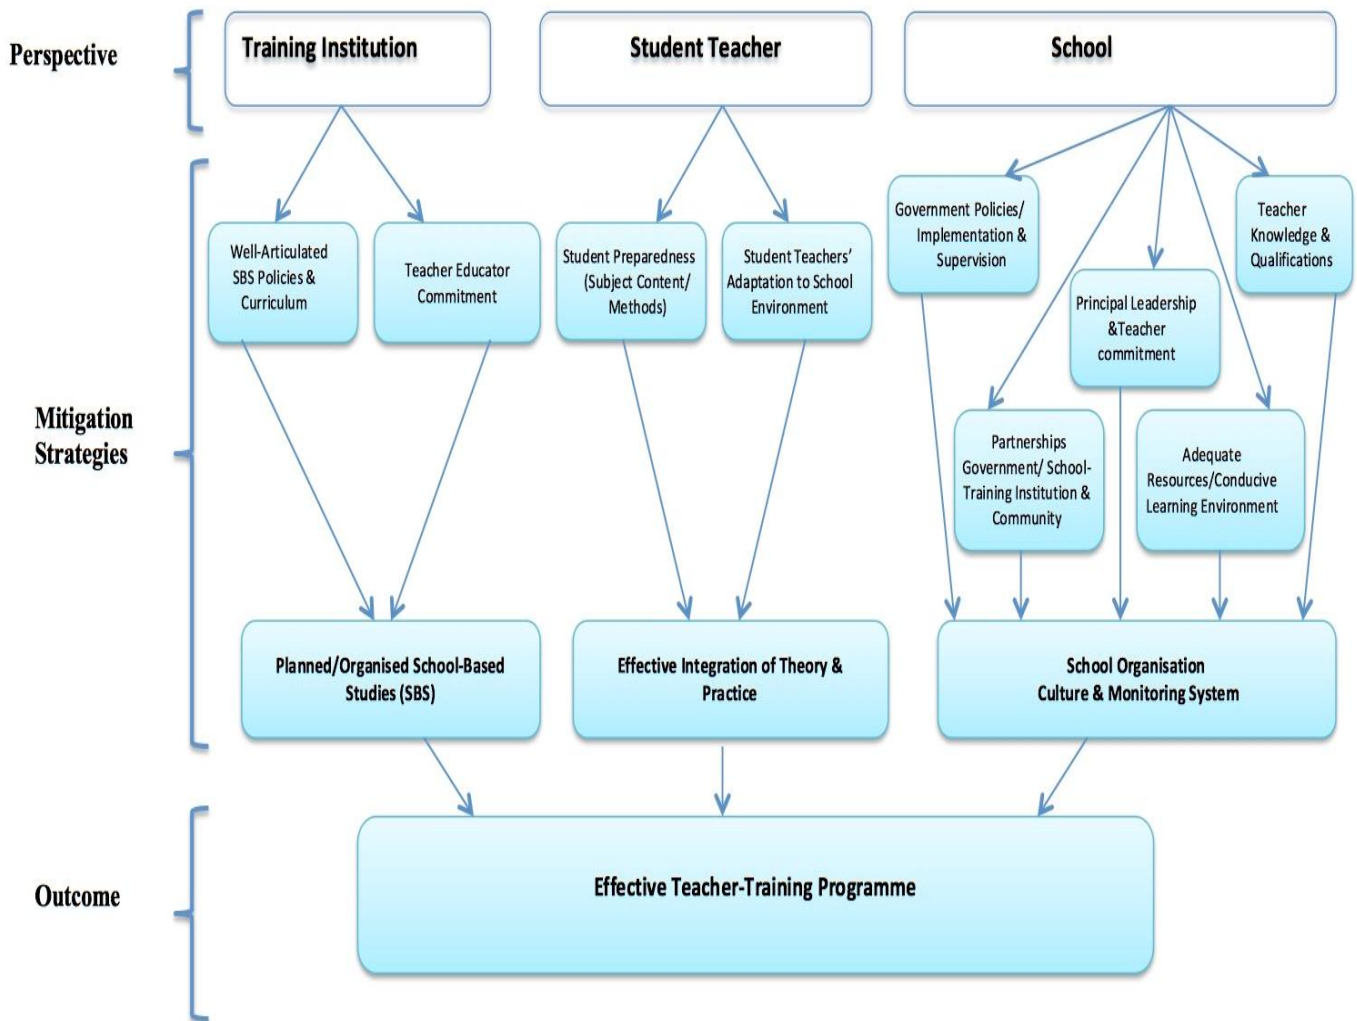 Perspective
Training Institution
Student Teacher
School
Mitigation
Strategies
Well-Articulated
SBS Policies &
Curriculum
Teacher Educator
Commitment
Student Preparedness
(Subject Content/
Methods)
Student Teachers’
Adaptation to School
Environment
Government Policies/
Implementation &
Supervision
Teacher
Knowledge &
Qualifications
Principal Leadership
&Teacher
commitment
Partnerships
Government/ School-
Training Institution &
Community
Adequate
Resources/Conducive
Learning Environment
Planned/Organised School-Based
Studies (SBS)
Effective Integration of Theory &
Practice
School Organisation
Culture & Monitoring System
Outcome
Effective Teacher-Training Programme